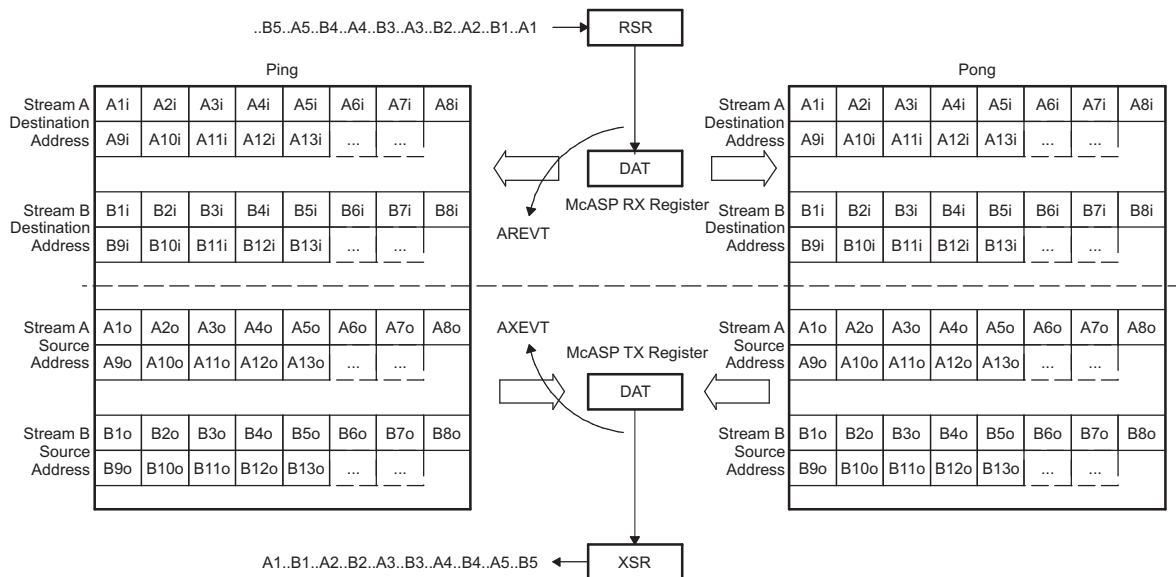 ..B5..A5..B4..A4..B3..A3..B2..A2..B1..A1
RSR
Ping
Pong
Stream A
Destination
Address
A1i A2i A3i A4i A5i A6i A7i A8i
A9i A10i A11i A12i A13i ... ...
Stream B
Destination
Address
B1i B2i B3i B4i B5i B6i B7i B8i
B9i B10i B11i B12i B13i ... ...
DAT
McASP RX Register
AREVT
Stream A
Destination
Address
A1i A2i A3i A4i A5i A6i A7i A8i
A9i A10i A11i A12i A13i ... ...
Stream B
Destination
Address
B1i B2i B3i B4i B5i B6i B7i B8i
B9i B10i B11i B12i B13i ... ...
Stream A
Source
Address
A1o A2o A3o A4o A5o A6o A7o A8o
A9o A10o A11o A12o A13o ... ...
Stream B
Source
Address
B1o B2o B3o B4o B5o B6o B7o B8o
B9o B10o B11o B12o B13o ... ...
AXEVT
McASP TX Register
DAT
Stream A
Source
Address
A1o A2o A3o A4o A5o A6o A7o A8o
A9o A10o A11o A12o A13o ... ...
Stream B
Source
Address
B1o B2o B3o B4o B5o B6o B7o B8o
B9o B10o B11o B12o B13o ... ...
A1..B1..A2..B2..A3..B3..A4..B4..A5..B5
XSR